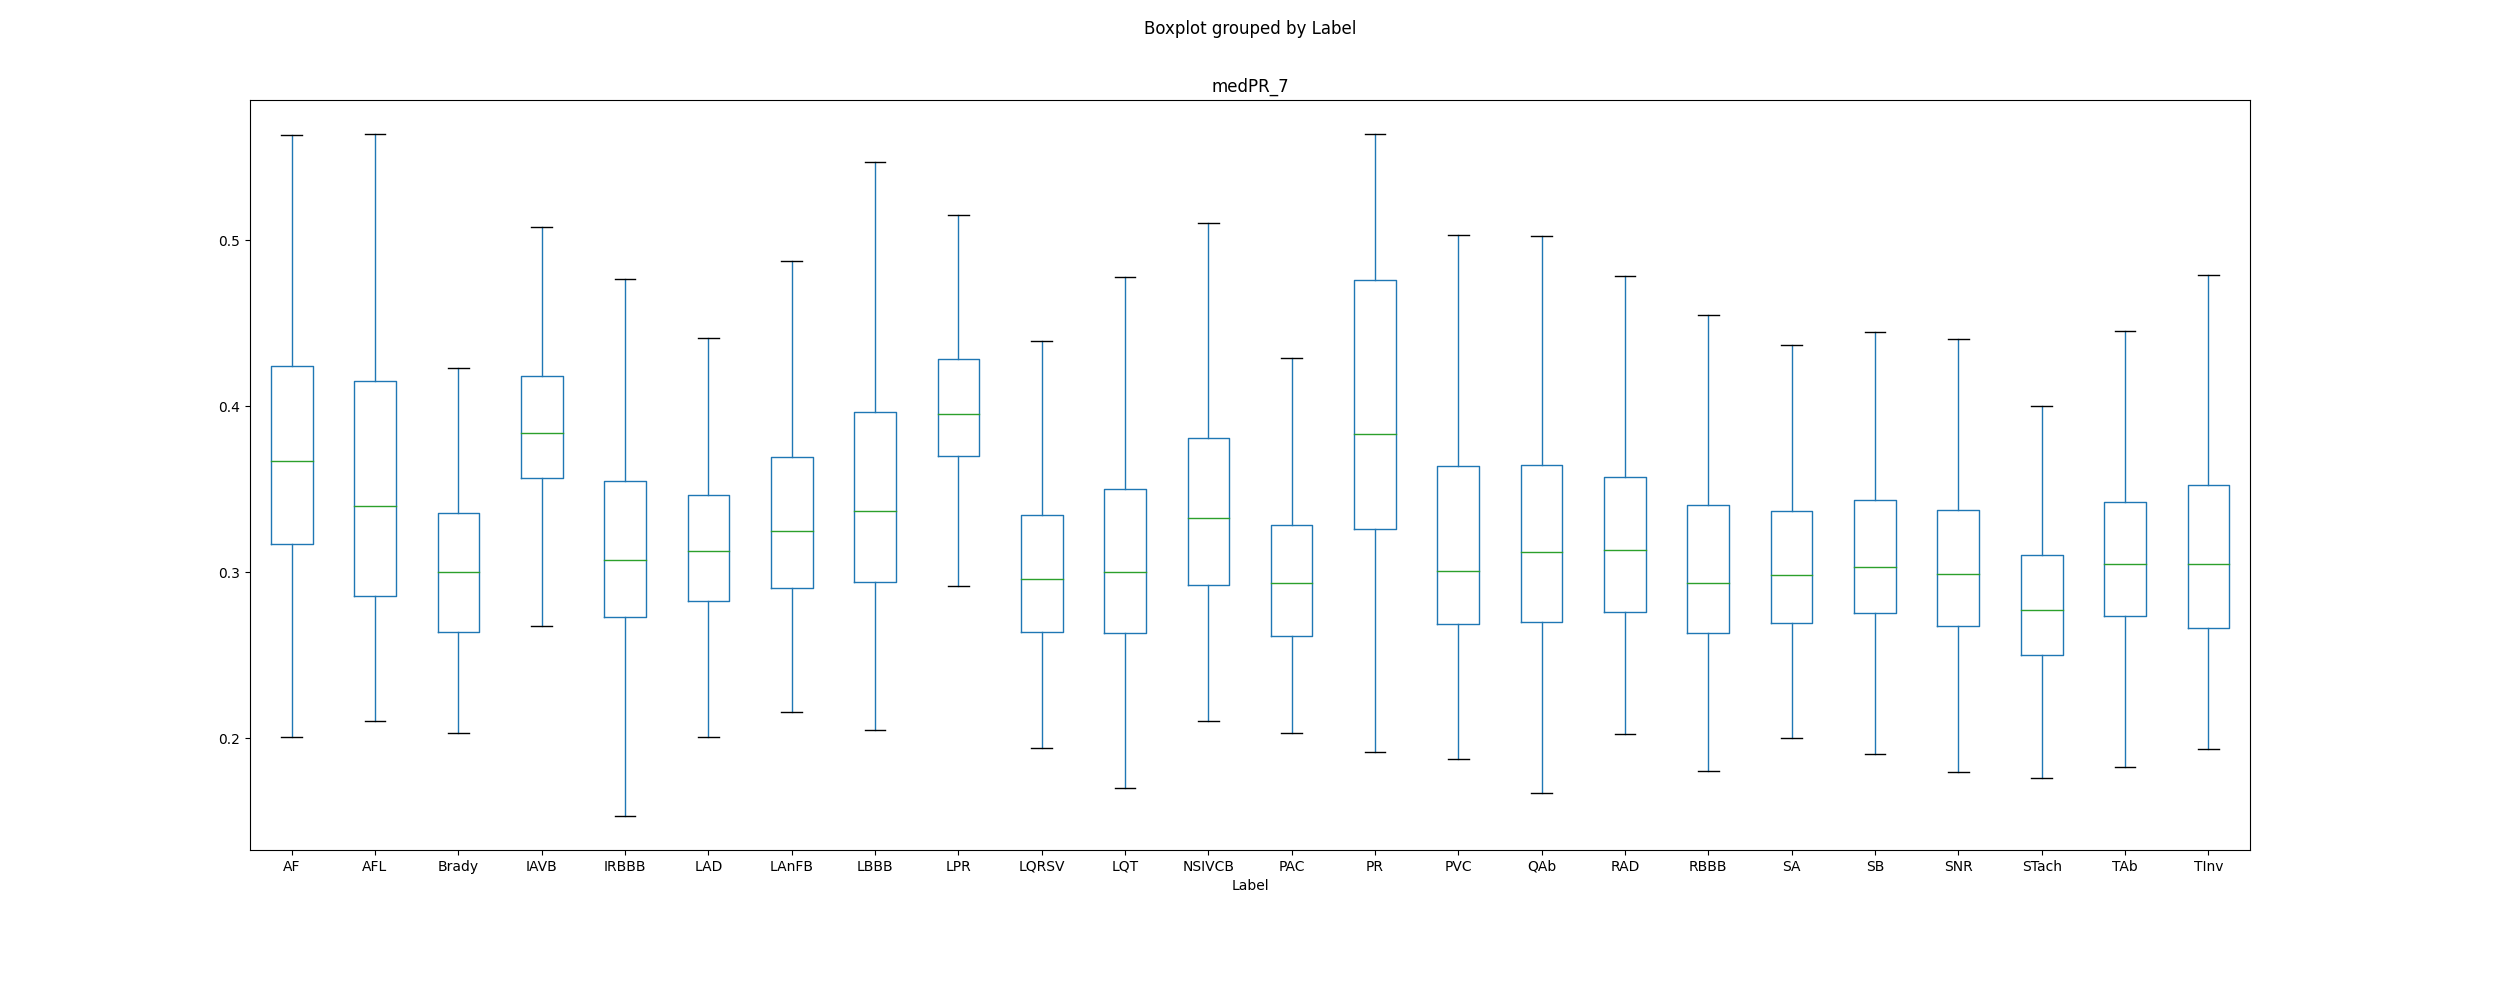 Boxplot grouped by Label
medPR_7
0.5
0.4
0.3
0.2
AF AFL Brady IAVB IRBBB LAD LAnFB LBBB LPR LQRSV LQT NSIVCB PAC PR PVC QAb RAD RBBB SA SB SNR STach TAb TInv
Label